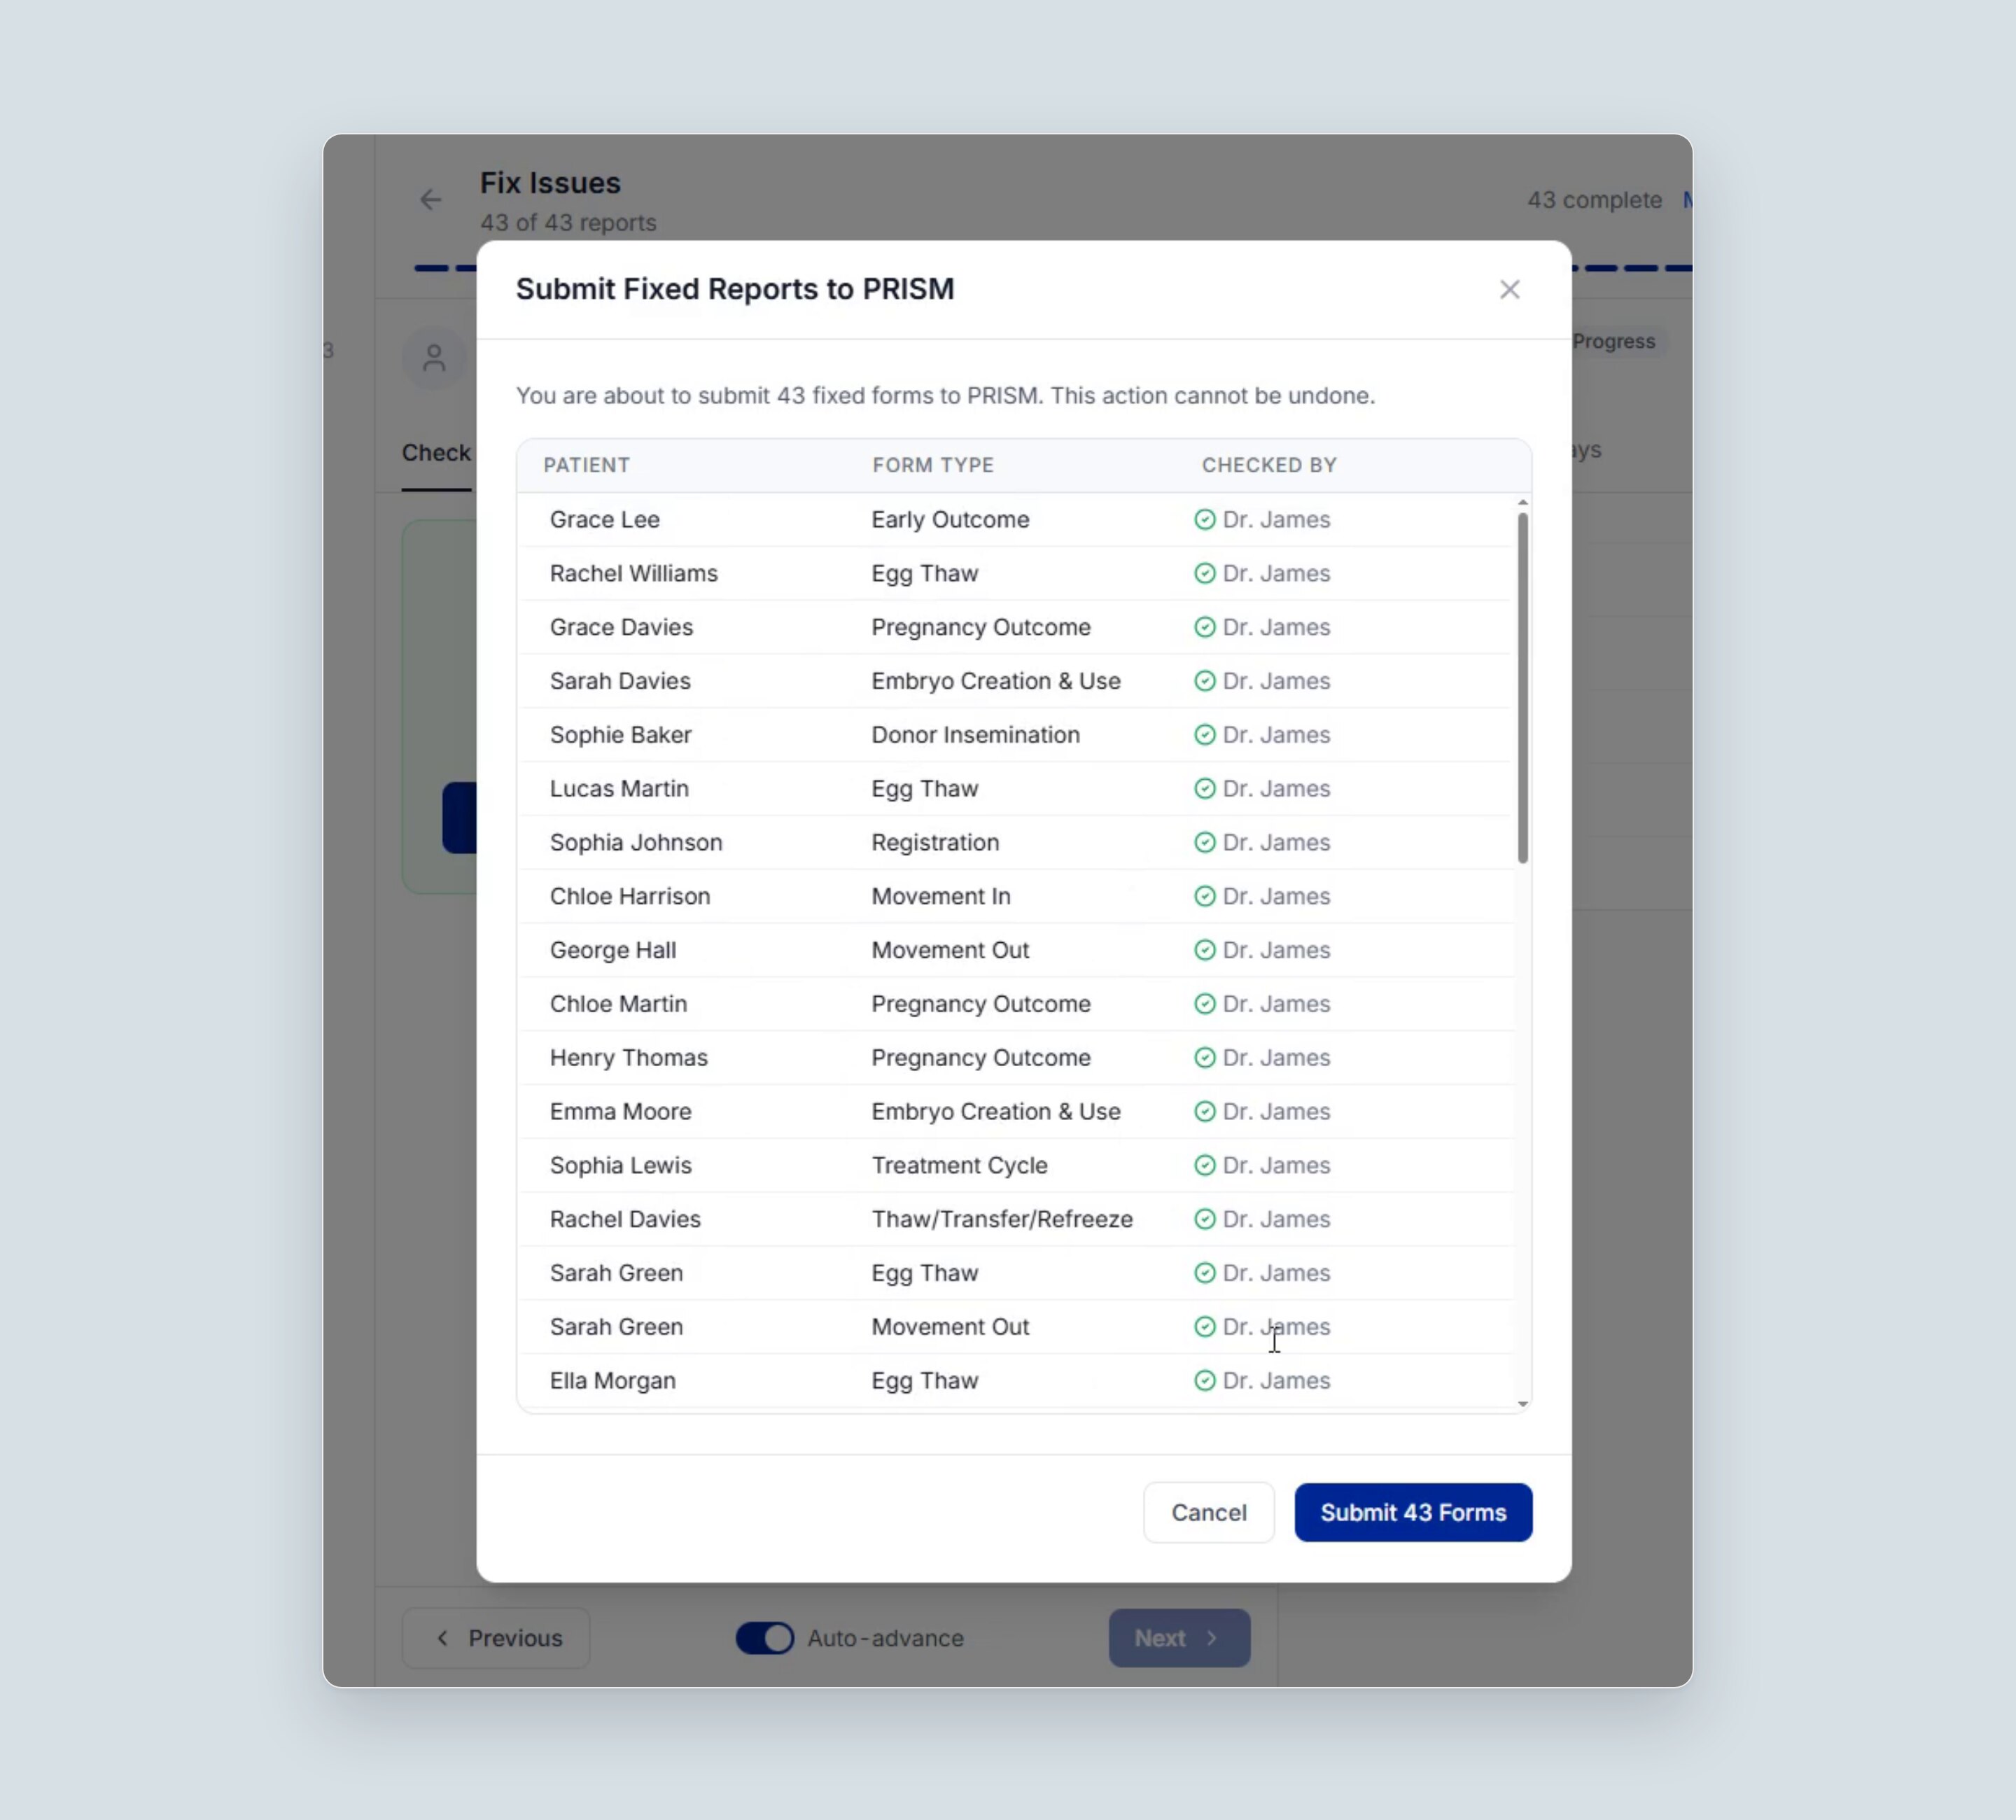 Fix Issues
43 of 43 reports
43 complete
Submit Fixed Reports to PRISM
3
Progress
You are about to submit 43 fixed forms to PRISM. This action cannot be undone.
Check
PATIENT FORM TYPE CHECKED BY
Grace Lee Early Outcome Dr. James
Rachel Williams Egg Thaw Dr. James
Grace Davies Pregnancy Outcome Dr. James
Sarah Davies Embryo Creation & Use Dr. James
Sophie Baker Donor Insemination Dr. James
Lucas Martin Egg Thaw Dr. James
Sophia Johnson Registration Dr. James
Chloe Harrison Movement In Dr. James
George Hall Movement Out Dr. James
Chloe Martin Pregnancy Outcome Dr. James
Henry Thomas Pregnancy Outcome Dr. James
Emma Moore Embryo Creation & Use Dr. James
Sophia Lewis Treatment Cycle Dr. James
Rachel Davies Thaw/Transfer/Refreeze Dr. James
Sarah Green Egg Thaw Dr. James
Sarah Green Movement Out Dr. James
Ella Morgan Egg Thaw Dr. James
Cancel Submit 43 Forms
Previous Auto-advance Next